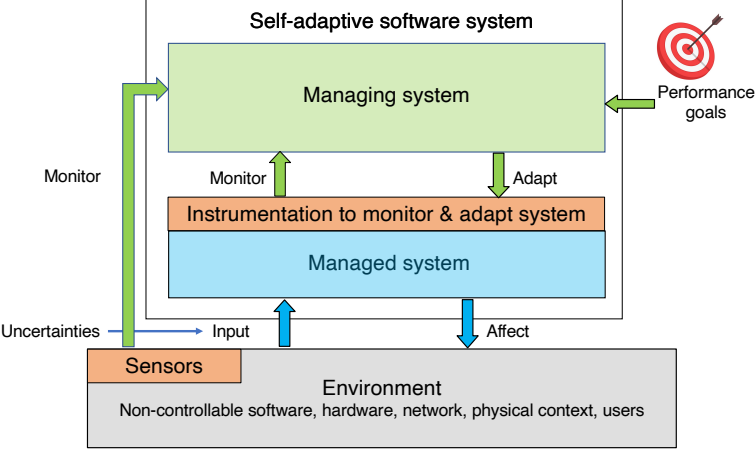 Self-adaptive software system
Managing system
Performance
goals
Monitor
Monitor
Adapt
Instrumentation to monitor & adapt system
Managed system
Uncertainties
Input
Affect
Sensors
Environment
Non-controllable software, hardware, network, physical context, users